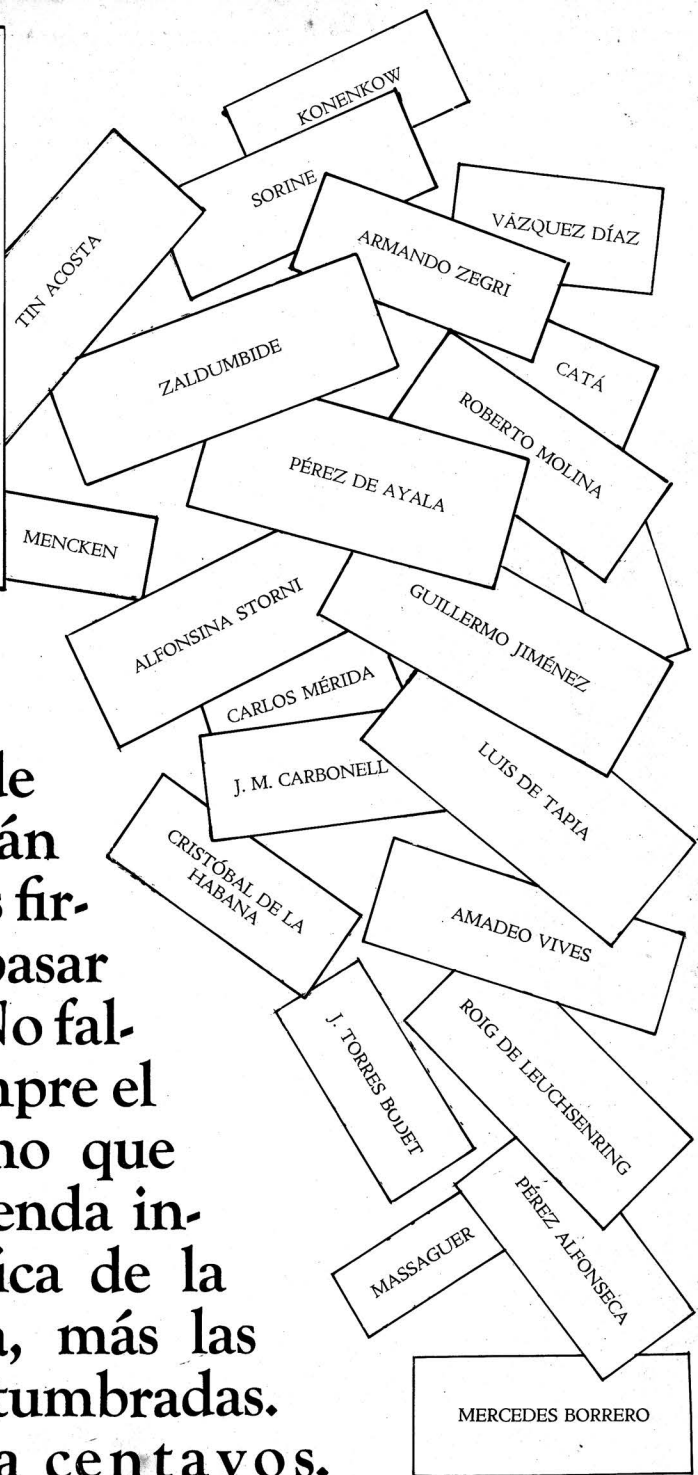 KONENKOW
SORINE
VÁZQUEZ DÍAZ
ARMANDO ZEGRI
TIN ACOSTA
ZALDUMBIDE
CATÁ
ROBERTO MOLINA
PÉREZ DE AYALA
MENCKEN
ALFONSINA STORNI
GUILLERMO JIMÉNEZ
CARLOS MÉRIDA
J. M. CARBONELL
LUIS DE TAPIA
CRISTÓBAL DE LA
HABANA
AMADEO VIVES
J. TORRES BODET
ROIG DE LEUCHSENRING
PÉREZ ALFONSECA
MASSAGUER
MERCEDES BORRERO
de
án
s fir-
pasar
No fal-
mpre el
no que
enda in-
ica de la
a, más las
tumbradas.
a centavos.